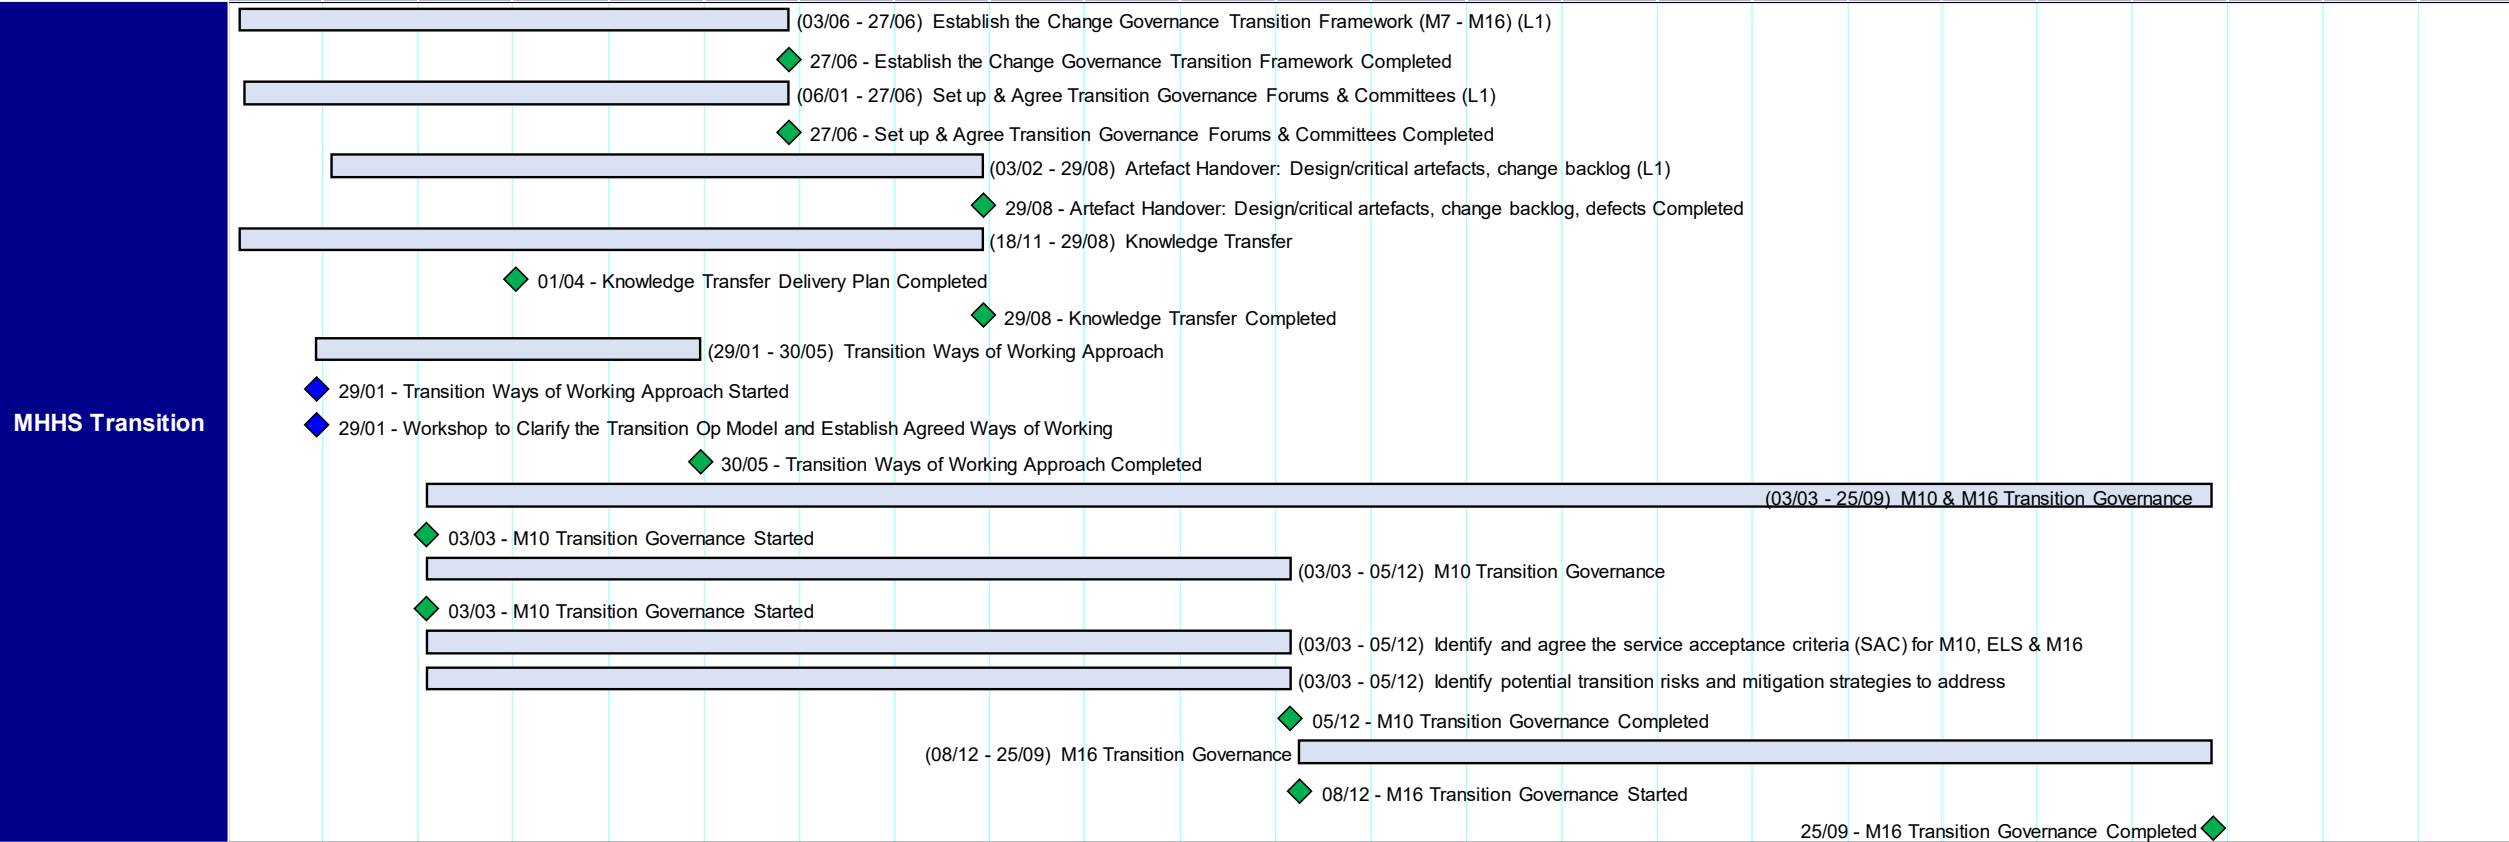 (03/06 - 27/06) Establish the Change Governance Transition Framework (M7 - M16) (L1)
27/06 - Establish the Change Governance Transition Framework Completed
(06/01 - 27/06) Set up & Agree Transition Governance Forums & Committees (L1)
27/06 - Set up & Agree Transition Governance Forums & Committees Completed
(03/02 - 29/08) Artefact Handover: Design/critical artefacts, change backlog (L1)
29/08 - Artefact Handover: Design/critical artefacts, change backlog, defects Completed
(18/11 - 29/08) Knowledge Transfer
01/04 - Knowledge Transfer Delivery Plan Completed
29/08 - Knowledge Transfer Completed
(29/01 - 30/05) Transition Ways of Working Approach
29/01 - Transition Ways of Working Approach Started
MHHS Transition
29/01 - Workshop to Clarify the Transition Op Model and Establish Agreed Ways of Working
30/05 - Transition Ways of Working Approach Completed
(03/03 - 25/09) M10 & M16 Transition Governance
03/03 - M10 Transition Governance Started
(03/03 - 05/12) M10 Transition Governance
03/03 - M10 Transition Governance Started
(03/03 - 05/12) Identify and agree the service acceptance criteria (SAC) for M10, ELS & M16
(03/03 - 05/12) Identify potential transition risks and mitigation strategies to address
05/12 - M10 Transition Governance Completed
(08/12 - 25/09) M16 Transition Governance
08/12 - M16 Transition Governance Started
25/09 - M16 Transition Governance Completed